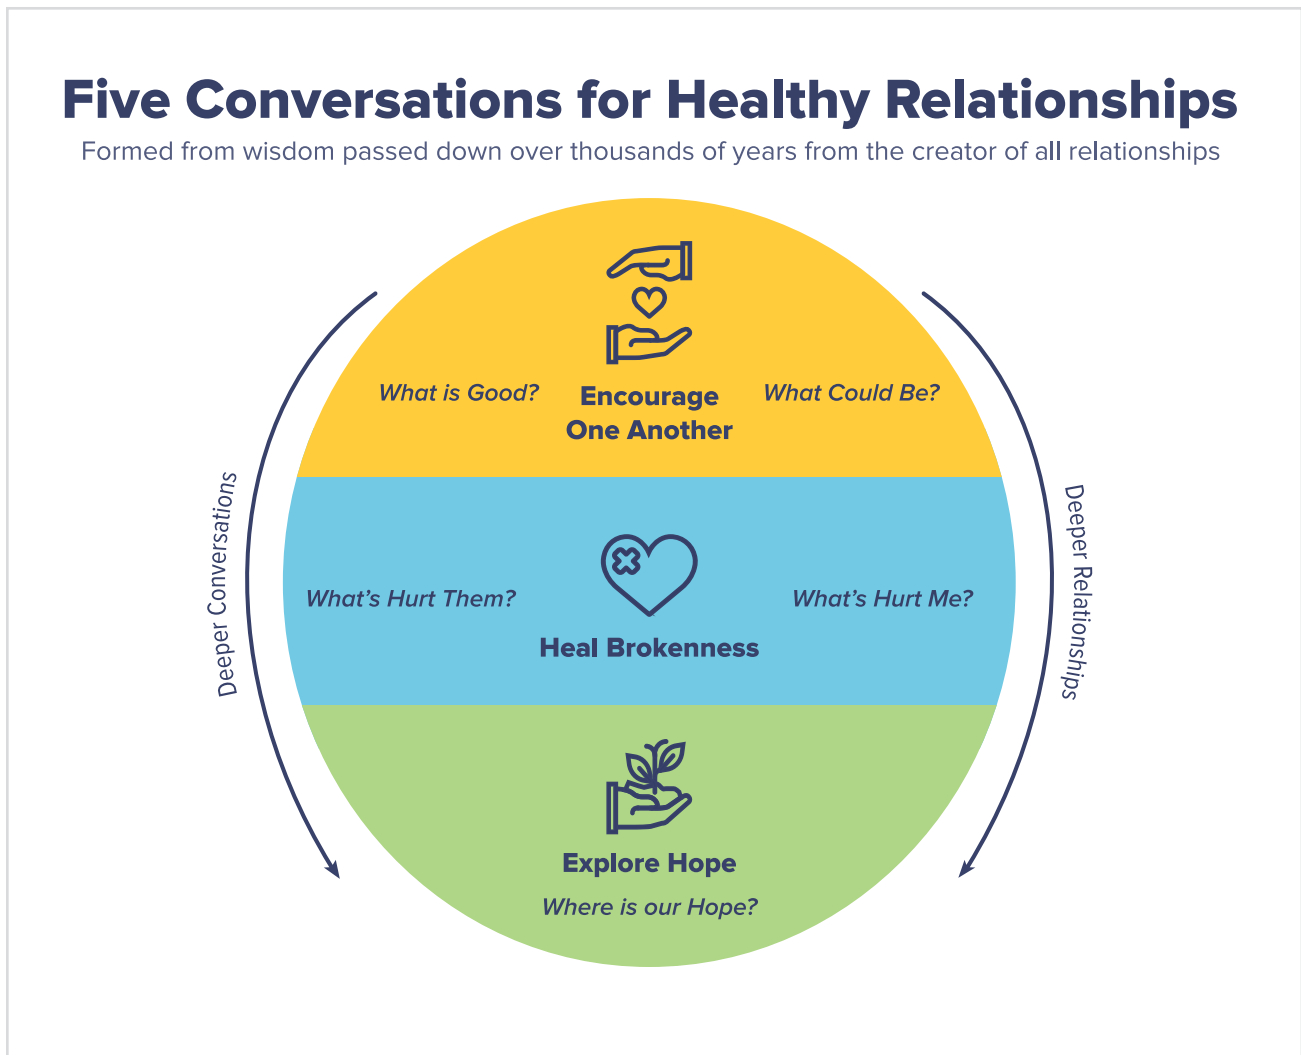 Five Conversations for Healthy Relationships
Formed from wisdom passed down over thousands of years from the creator of all relationships
What is Good?
Encourage
One Another
What Could Be?
Deeper Conversations
Deeper Relationships
What's Hurt Them?
What's Hurt Me?
Heal Brokenness
Explore Hope
Where is our Hope?